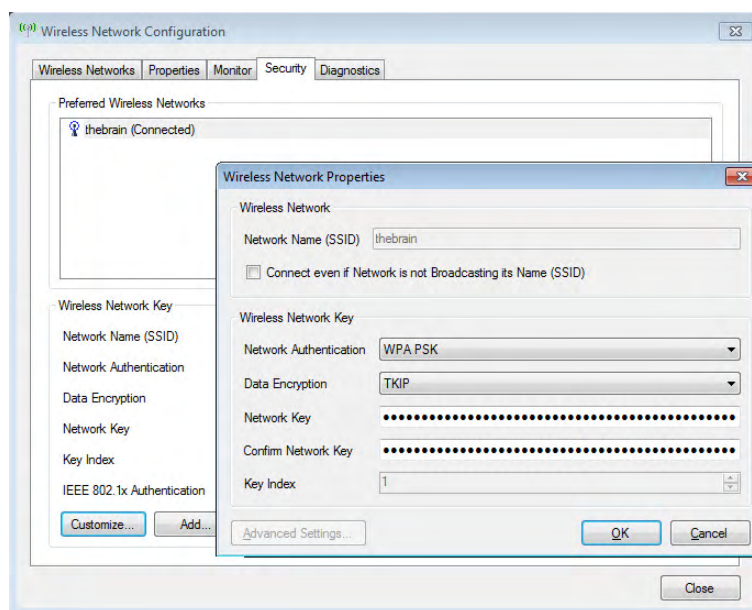 Wireless Network Configuration
Wireless Networks Properties Monitor Security Diagnostics
Preferred Wireless Networks
thebrain (Connected)
Wireless Network Key
Network Name (SSID)
Network Authentication
Data Encryption
Network Key
Key Index
IEEE 802.1x Authentication
Customize... Add...
Wireless Network Properties
Wireless Network
Network Name (SSID) thebrain
Connect even if Network is not Broadcasting its Name (SSID)
Wireless Network Key
Network Authentication WPA PSK
Data Encryption TKIP
Network Key
Confirm Network Key
Key Index 1
Advanced Settings... OK Cancel
Close